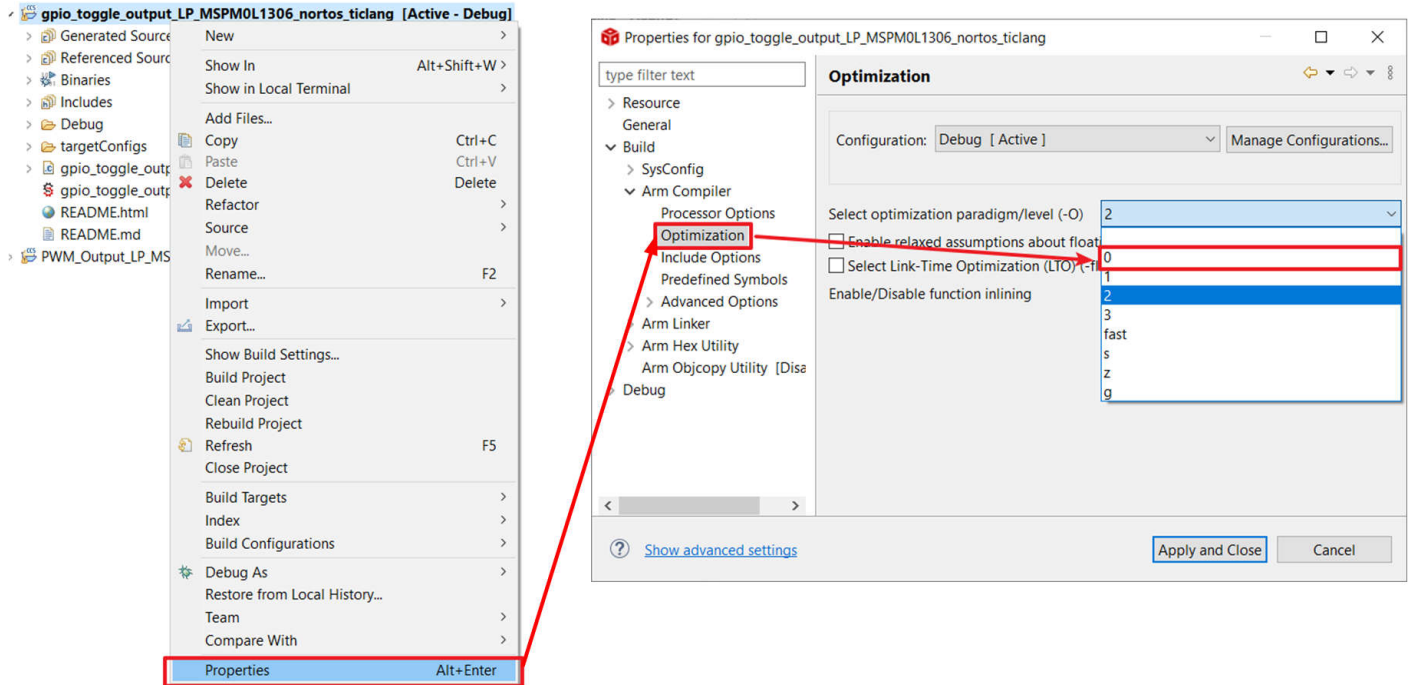 gpio_toggle_output_LP_MSPM0L1306_nortos_ticlang [Active - Debug]
Generated Source
Referenced Sourc
Binaries
Includes
Debug
targetConfigs
gpio_toggle_outp
gpio_toggle_outp
README.html
README.md
PWM_Output_LP_MS
New
Show In Alt+Shift+W
Show in Local Terminal
Add Files...
Copy Ctrl+C
Paste Ctrl+V
Delete Delete
Refactor
Source
Move...
Rename... F2
Import
Export...
Show Build Settings...
Build Project
Clean Project
Rebuild Project
Refresh F5
Close Project
Build Targets
Index
Build Configurations
Debug As
Restore from Local History...
Team
Compare With
Properties Alt+Enter
Properties for gpio_toggle_output_LP_MSPM0L1306_nortos_ticlang
type filter text
Resource
General
Build
SysConfig
Arm Compiler
Processor Options
Optimization
Include Options
Predefined Symbols
Advanced Options
Arm Linker
Arm Hex Utility
Arm Objcopy Utility [Disa
Debug
Optimization
Configuration: Debug [ Active ] Manage Configurations...
Select optimization paradigm/level (-O) 2
Enable relaxed assumptions about floati
Select Link-Time Optimization (LTO) (-fl
Enable/Disable function inlining
0
1
2
3
fast
s
z
g
Show advanced settings
Apply and Close Cancel